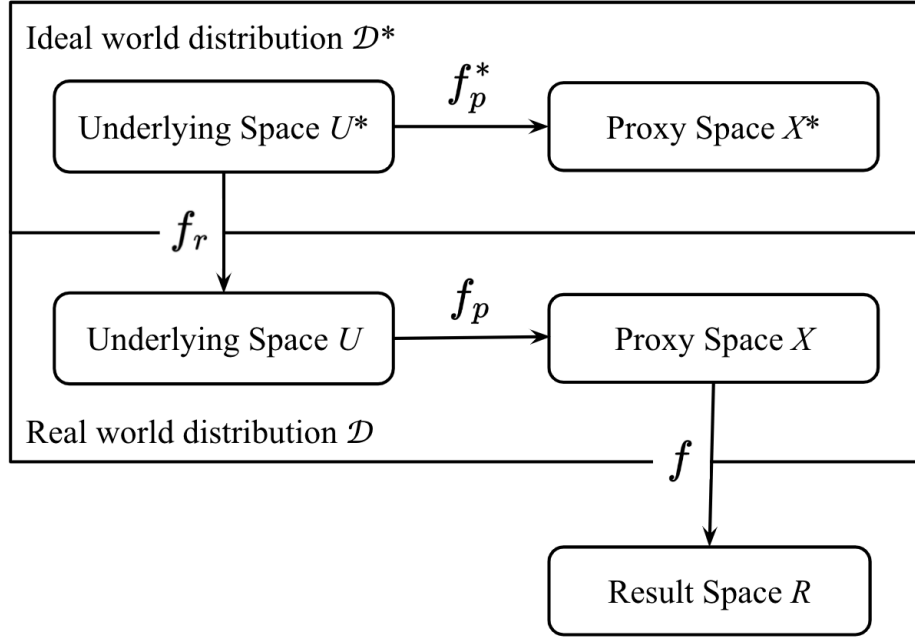 Ideal world distribution 𝒟*
f*ₚ
Underlying Space U*
Proxy Space X*
fᵣ
fₚ
Underlying Space U
Proxy Space X
Real world distribution 𝒟
f
Result Space R